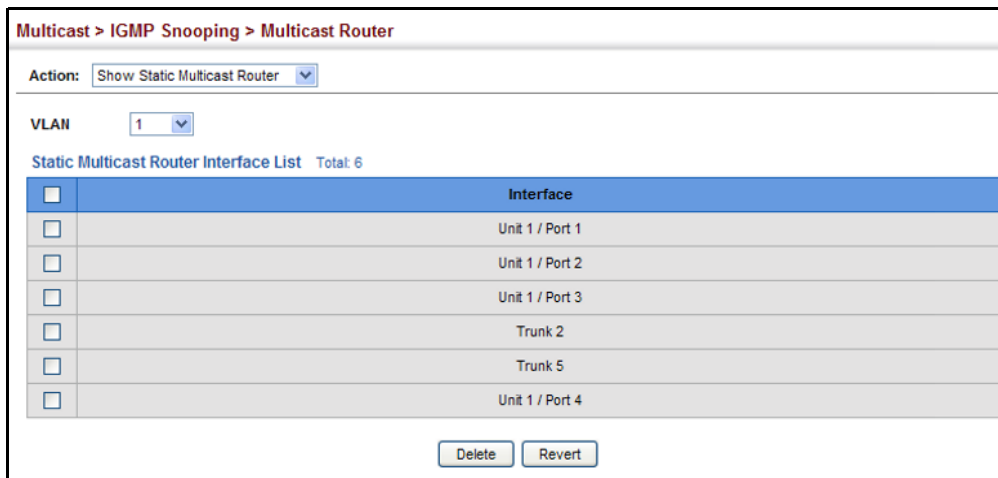 Multicast > IGMP Snooping > Multicast Router
Action: Show Static Multicast Router
VLAN 1
Static Multicast Router Interface List Total: 6
Interface
Unit 1 / Port 1
Unit 1 / Port 2
Unit 1 / Port 3
Trunk 2
Trunk 5
Unit 1 / Port 4
Delete Revert